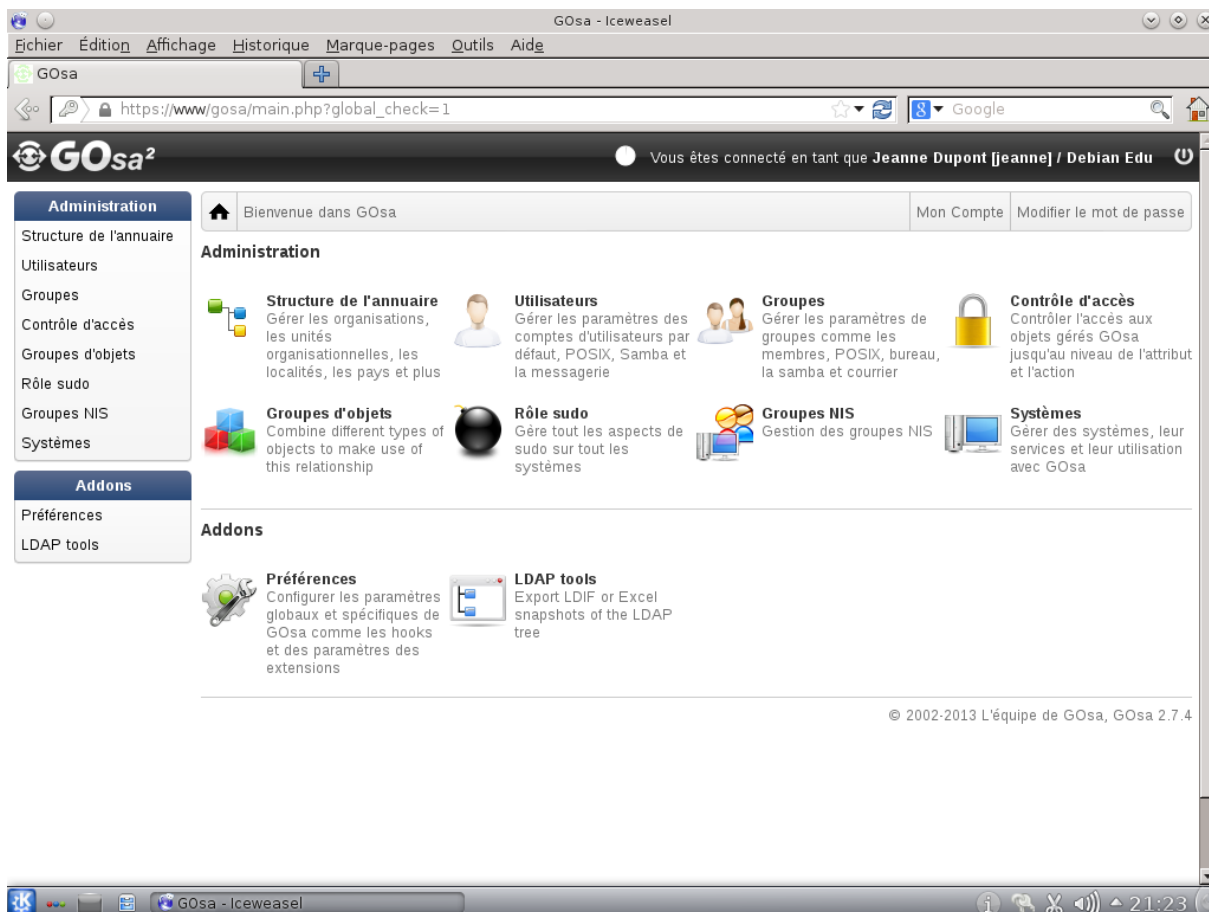 GOsa - Iceweasel
Fichier Édition Affichage Historique Marque-pages Outils Aide
GOsa
https://www/gosa/main.php?global_check=1
Google
GOsa²
Vous êtes connecté en tant que Jeanne Dupont [jeanne] / Debian Edu
Administration
Structure de l'annuaire
Utilisateurs
Groupes
Contrôle d'accès
Groupes d'objets
Rôle sudo
Groupes NIS
Systèmes
Addons
Préférences
LDAP tools
Bienvenue dans GOsa
Mon Compte
Modifier le mot de passe
Administration
Structure de l'annuaire
Gérer les organisations,
les unités
organisationnelles, les
localités, les pays et plus
Utilisateurs
Gérer les paramètres des
comptes d'utilisateurs par
défaut, POSIX, Samba et
la messagerie
Groupes
Gérer les paramètres de
groupes comme les
membres, POSIX, bureau,
la samba et courrier
Contrôle d'accès
Contrôler l'accès aux
objets gérés GOsa
jusqu'au niveau de l'attribut
et l'action
Groupes d'objets
Combine different types of
objects to make use of
this relationship
Rôle sudo
Gère tout les aspects de
sudo sur tout les
systèmes
Groupes NIS
Gestion des groupes NIS
Systèmes
Gérer des systèmes, leur
services et leur utilisation
avec GOsa
Addons
Préférences
Configurer les paramètres
globaux et spécifiques de
GOsa comme les hooks
et des paramètres des
extensions
LDAP tools
Export LDIF or Excel
snapshots of the LDAP
tree
© 2002-2013 L'équipe de GOsa, GOsa 2.7.4
GOsa - Iceweasel
21:23